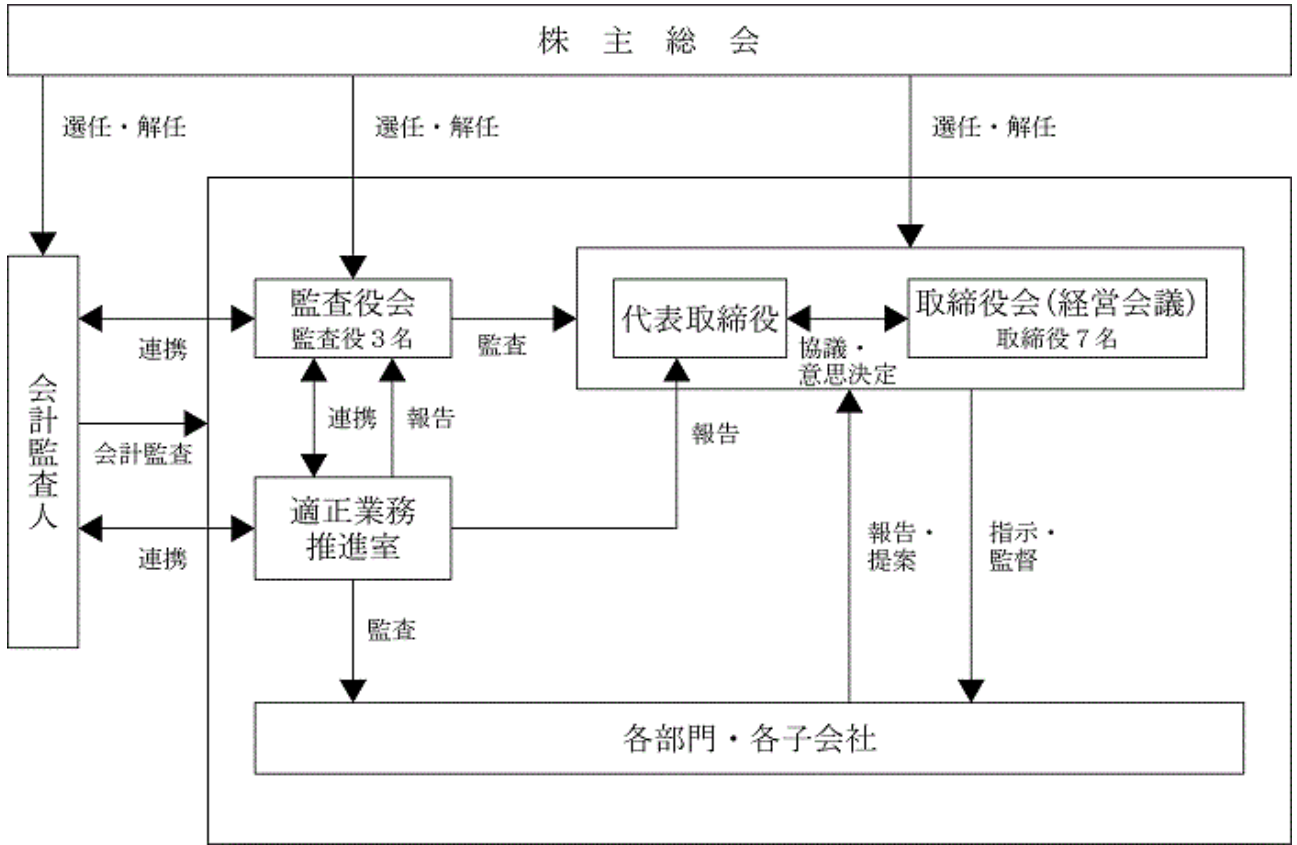 株 主 総 会
選任・解任
選任・解任
選任・解任
監査役会
監査役3名
代表取締役
取締役会(経営会議)
取締役7名
連携
監査
協議・
意思決定
会計監査人
連携
報告
報告
会計監査
適正業務
推進室
連携
報告・
提案
指示・
監督
監査
各部門・各子会社